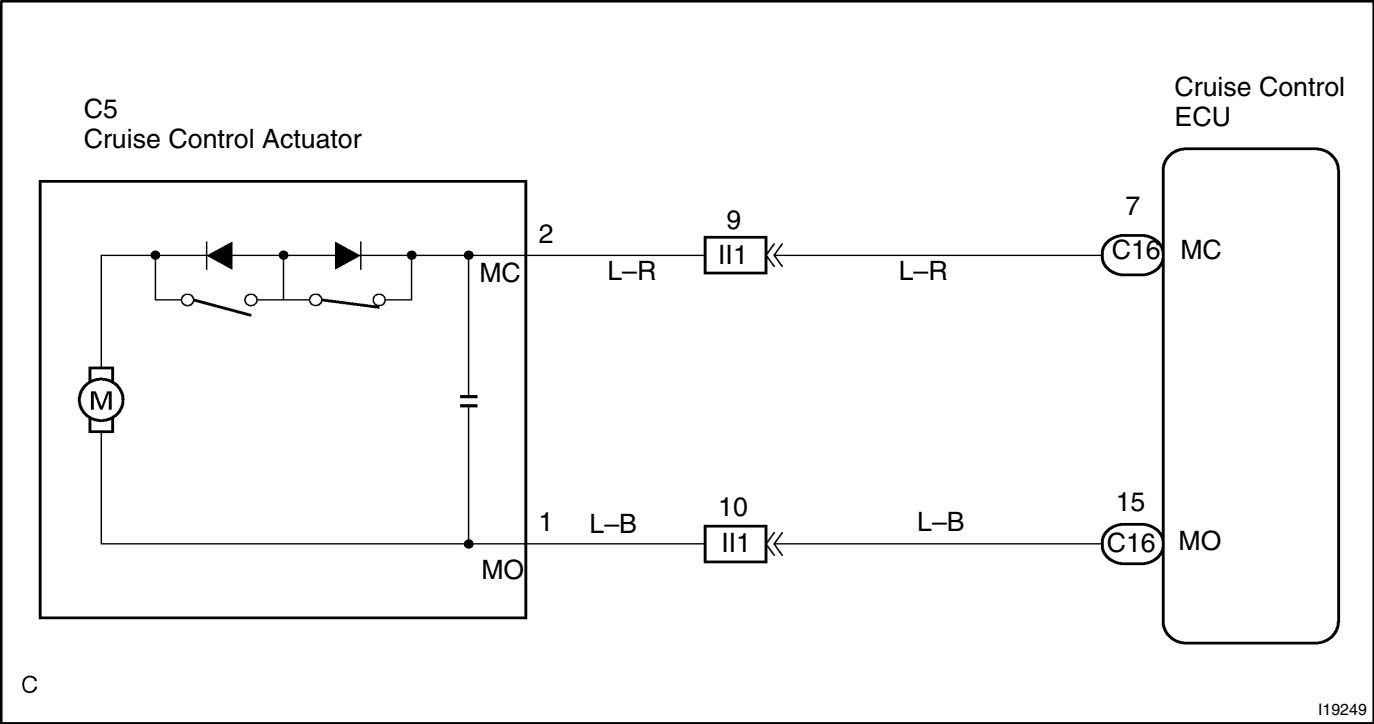 Cruise Control
ECU
C5
Cruise Control Actuator
2
MC
L–R
9
II1
L–R
7
C16
MC
M
1
MO
L–B
10
II1
L–B
15
C16
MO
C
I19249